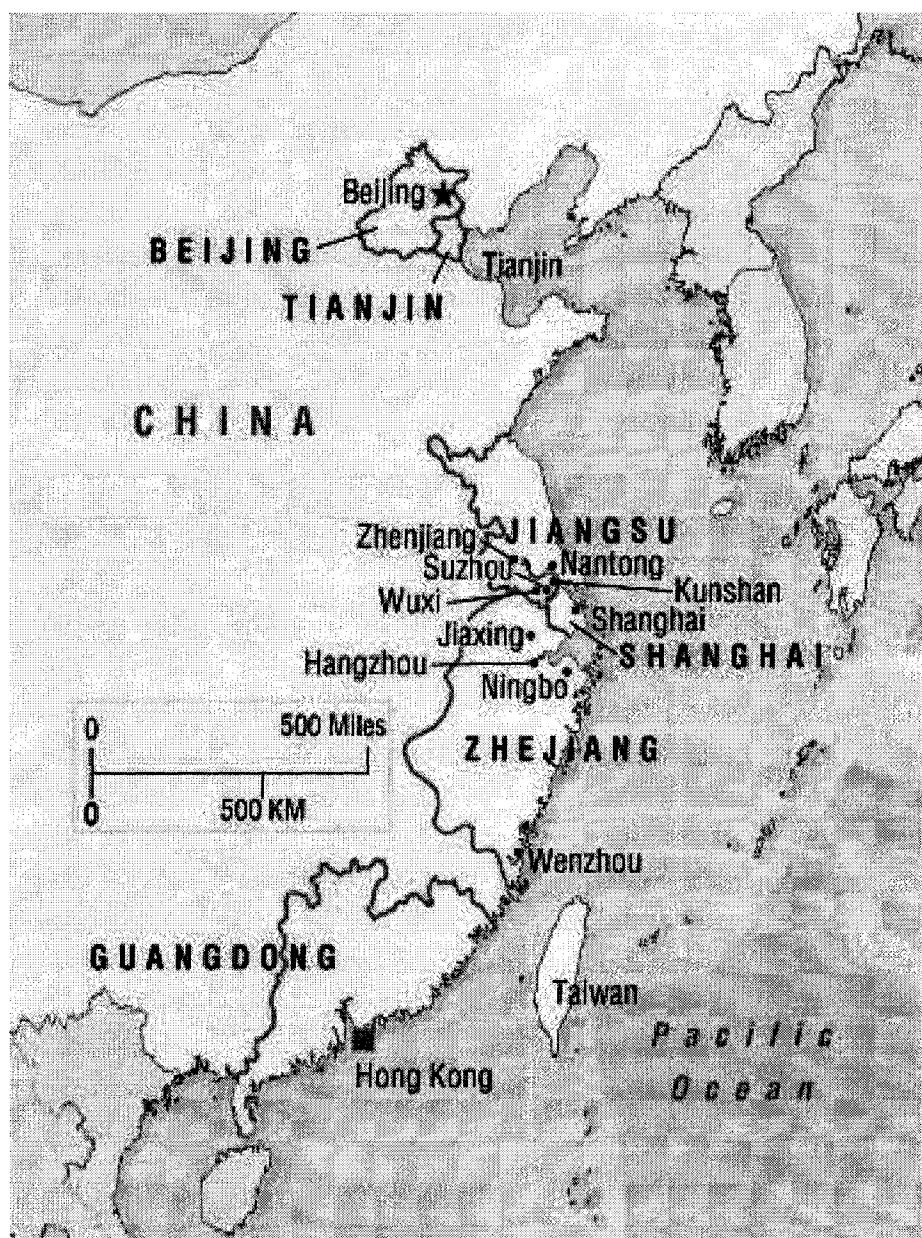 Beijing
BEIJING
Tianjin
TIANJIN
CHINA
JIANGSU
Zhenjiang
Nantong
Suzhou
Kunshan
Wuxi
Shanghai
Jiaxing
SHANGHAI
Hangzhou
Ningbo
0 500 Miles
ZHEJIANG
0 500 KM
Wenzhou
GUANGDONG
Taiwan
Pacific
Ocean
Hong Kong